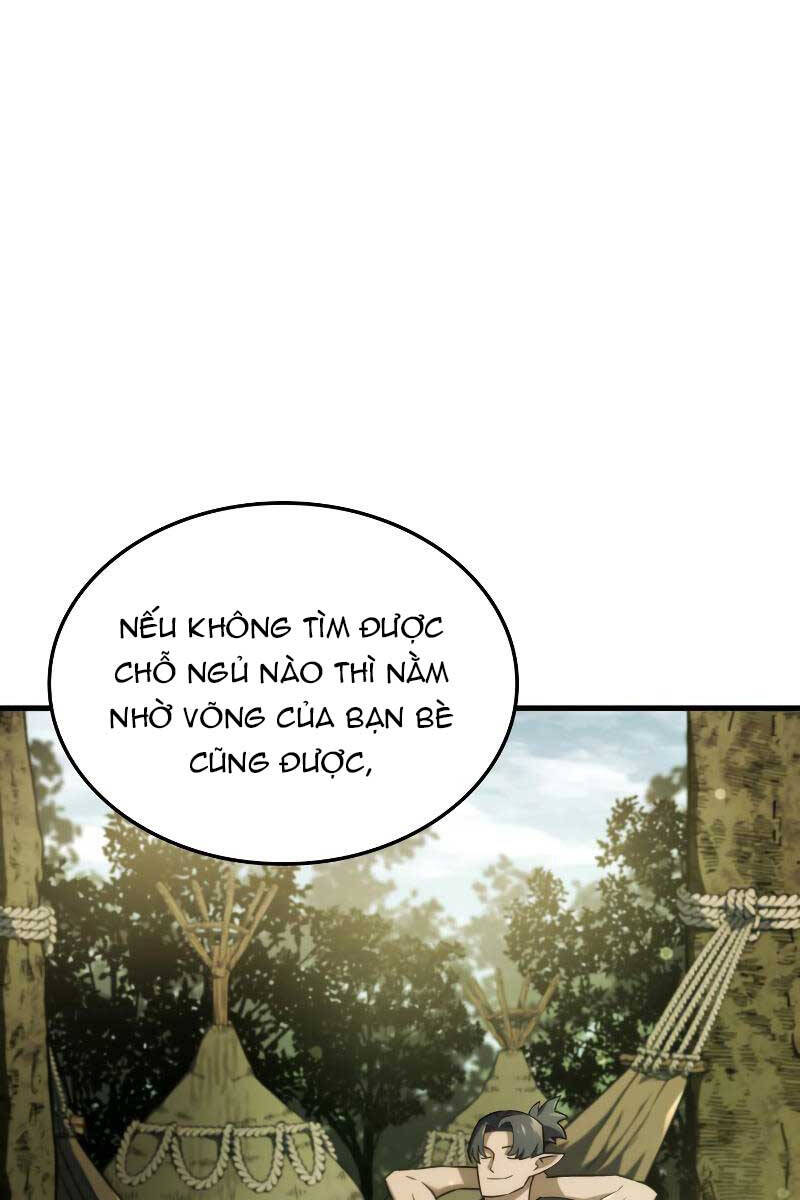 NẾU KHÔNG TÌM ĐƯỢC
CHỖ NGỦ NÀO THÌ NẰM
NHỜ VÕNG CỦA BẠN BÈ
CŨNG ĐƯỢC,